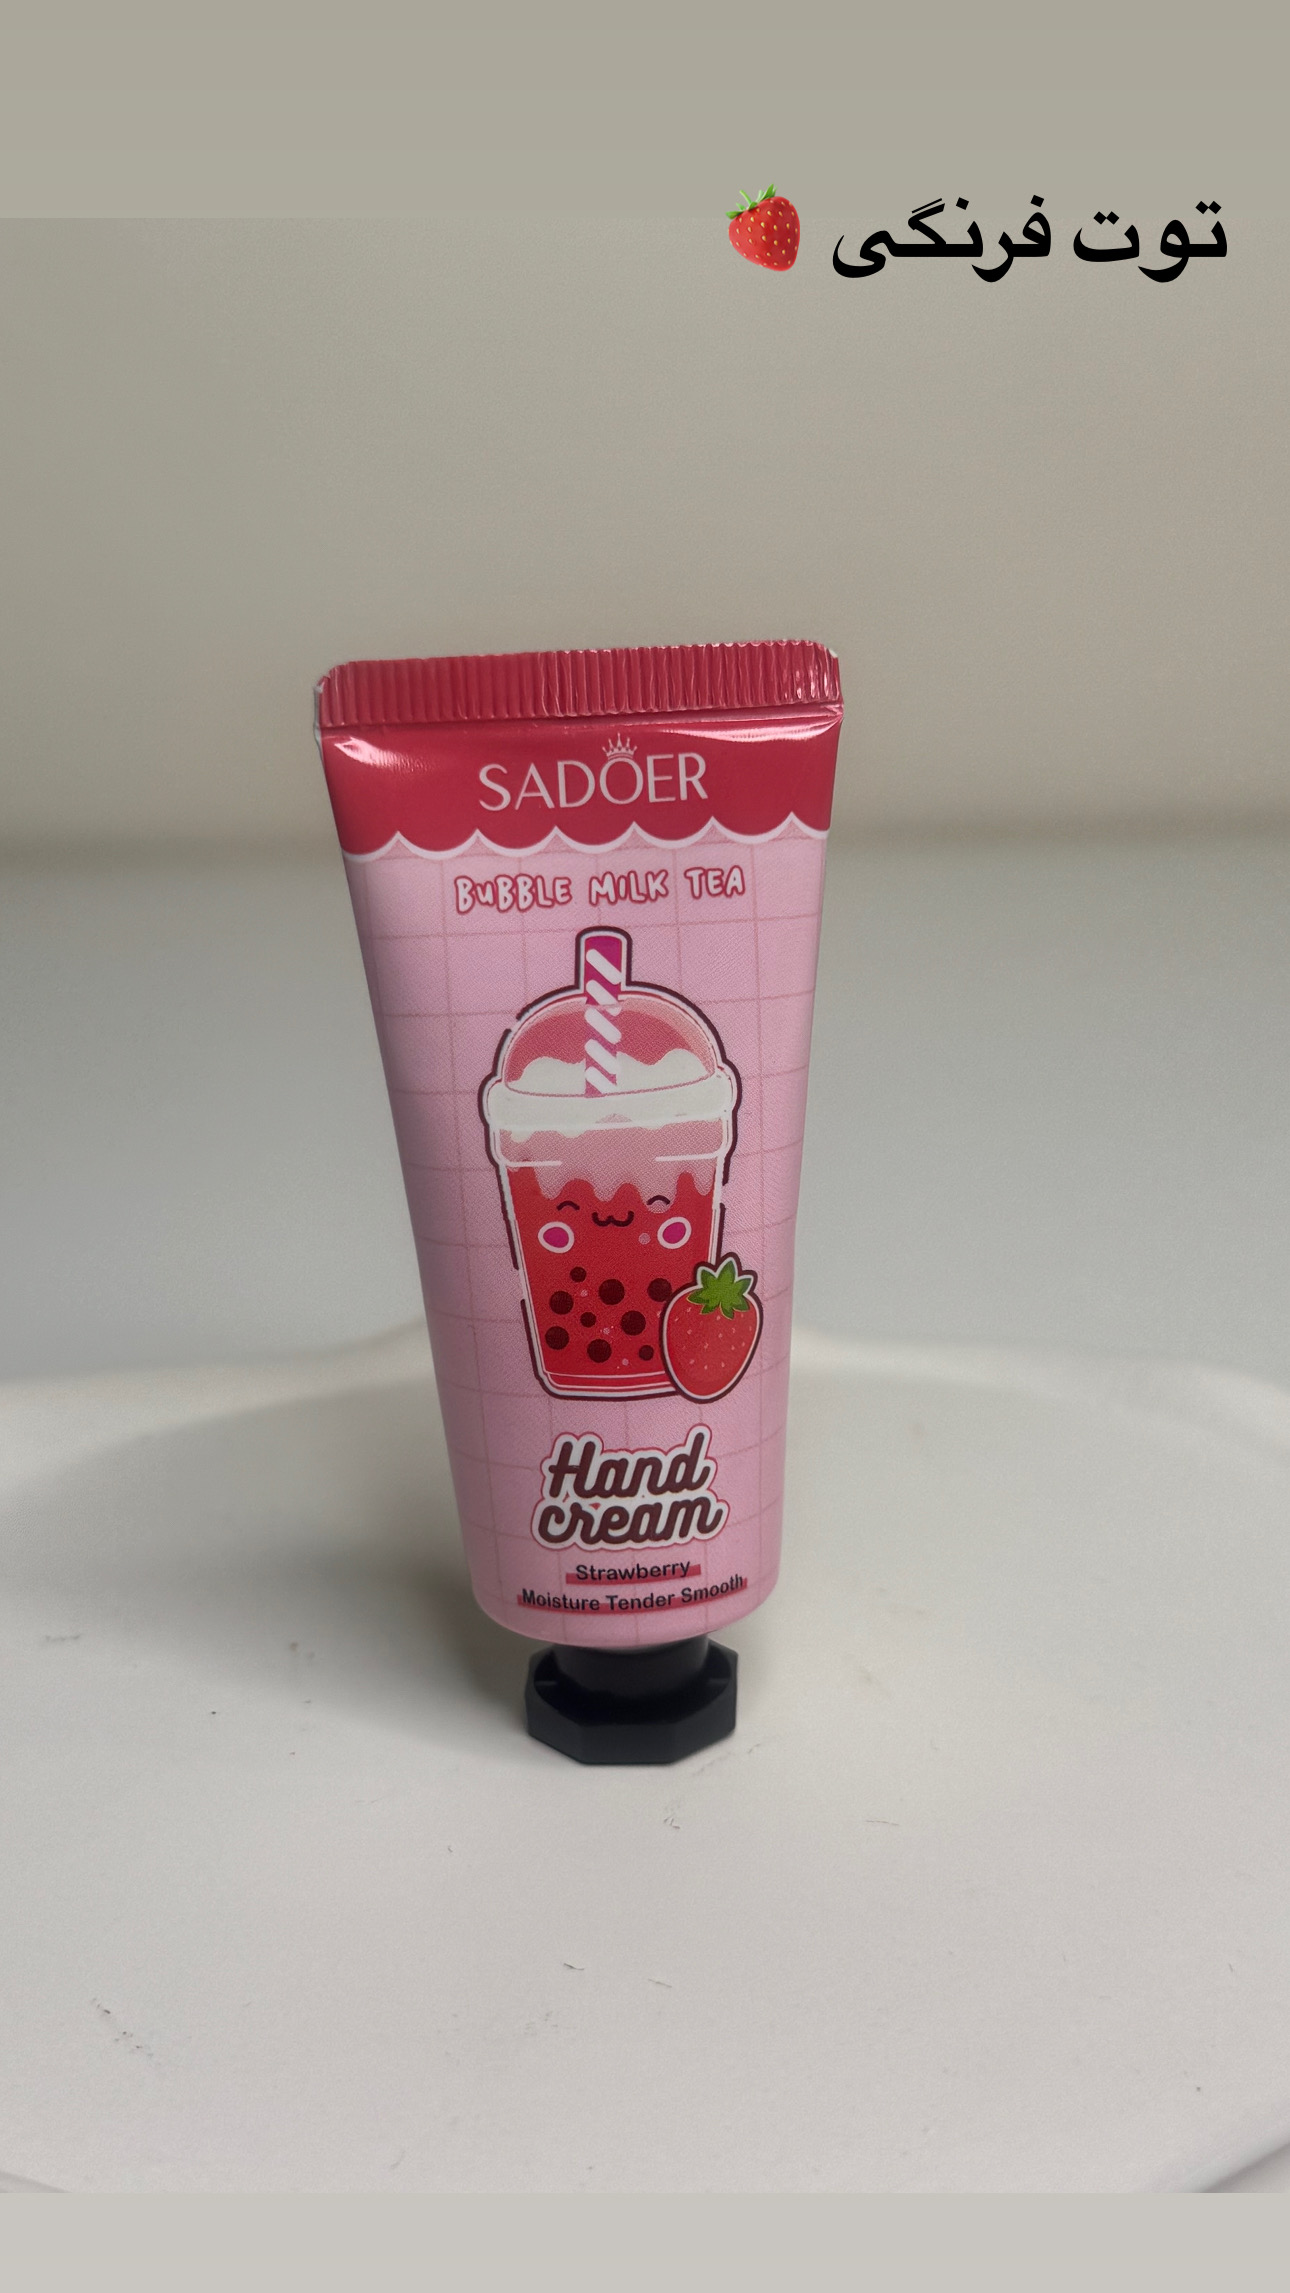 توت فرنگی 🍓
SADOER
BUBBLE MILK TEA
Hand
cream
Strawberry
Moisture Tender Smooth